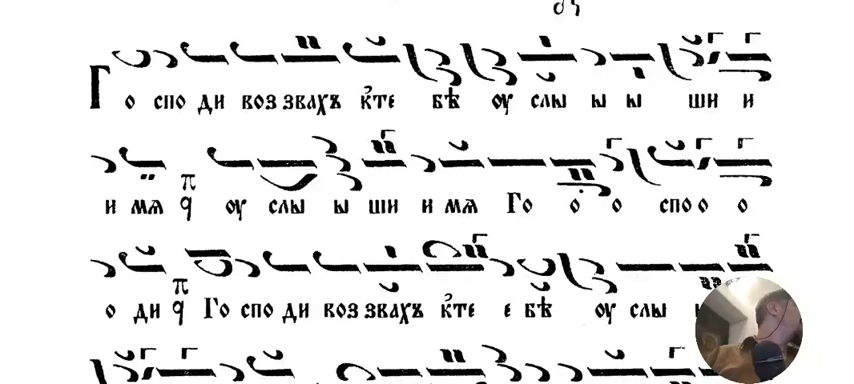 Го спо ди воз звахъ к̾те бѣ оу слы ы ы ши и
и мѧ π q оу слы ы ши и мѧ Го о о спо о о
о ди π q Го спо ди воз звахъ к̾те е бѣ оу слы